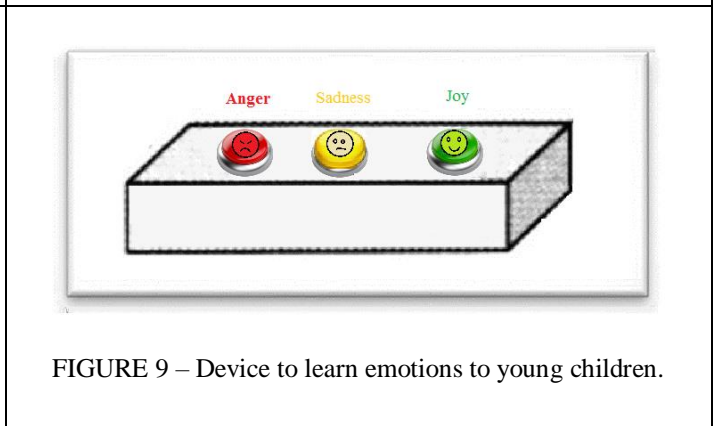 Anger Sadness Joy
FIGURE 9 – Device to learn emotions to young children.